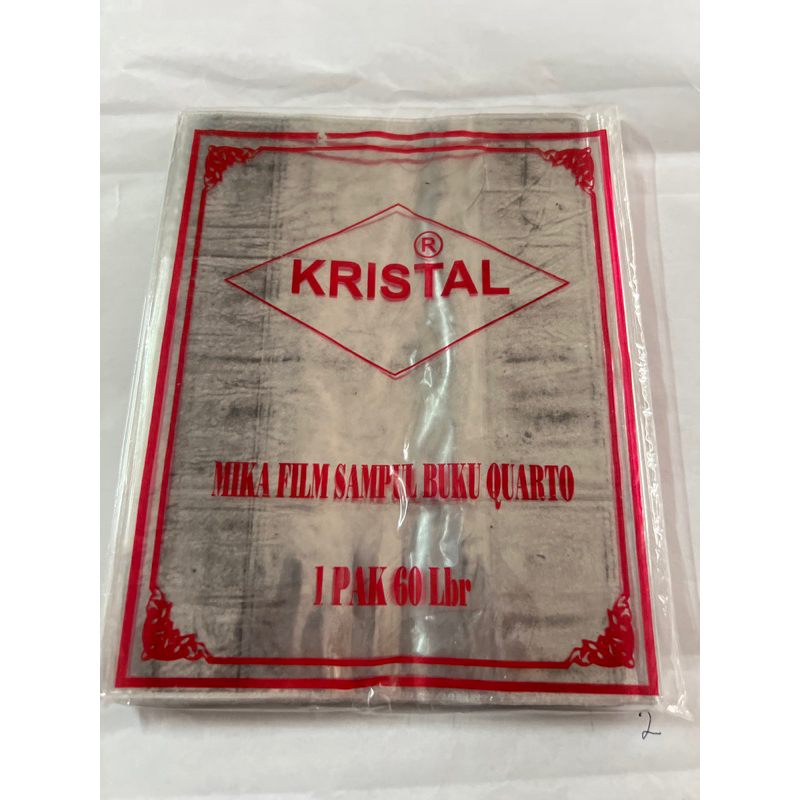 ®
KRISTAL
MIKA FILM SAMPUL BUKU QUARTO
1 PAK 60 Lbr
2